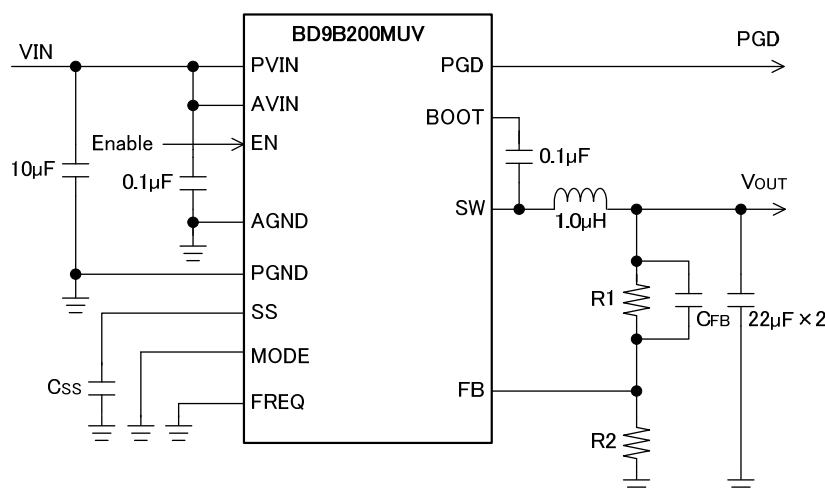 BD9B200MUV
VIN
PGD
PVIN
PGD
AVIN
BOOT
Enable
EN
10µF
0.1µF
0.1µF
VOUT
SW
AGND
1.0µH
PGND
R1
CFB
22µF×2
SS
MODE
CSS
FB
FREQ
R2